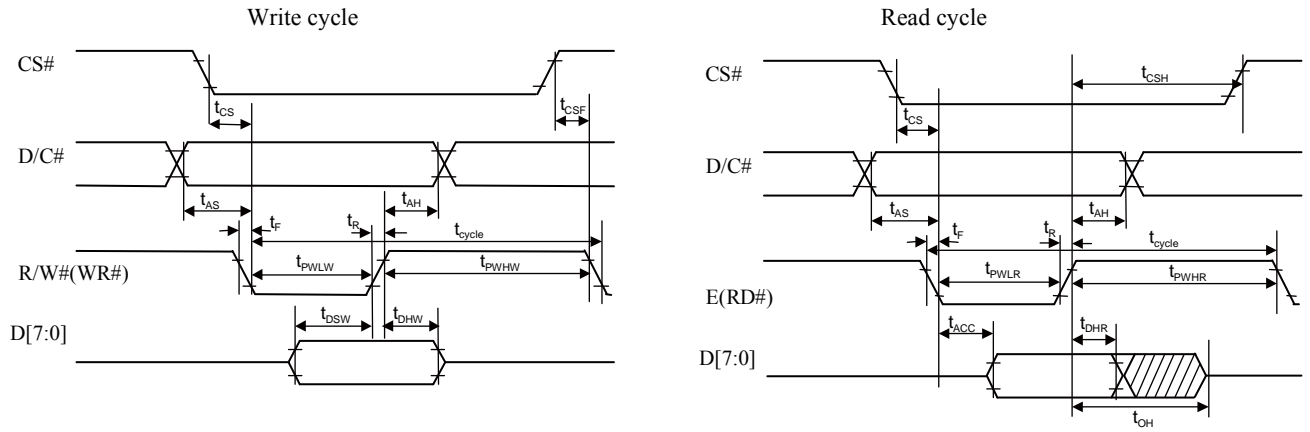 Write cycle
CS#
tCS
tCSF
D/C#
tAS
tAH
tF
tR
tcycle
R/W#(WR#)
tPWLW
tPWHW
tDSW
tDHW
D[7:0]
Read cycle
CS#
tCSH
tCS
D/C#
tAS
tAH
tF
tR
tcycle
E(RD#)
tPWLR
tPWHR
tACC
tDHR
D[7:0]
tOH